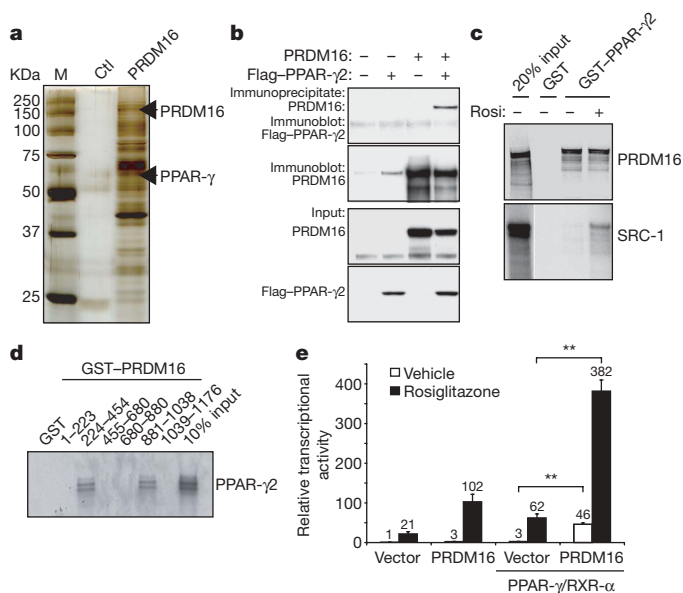 a
KDa M Ctl PRDM16
250
150
100
75
50
37
25
PRDM16
PPAR-γ
b
PRDM16: – – + +
Flag–PPAR-γ2: – + – +
Immunoprecipitate:
PRDM16:
Immunoblot:
Flag–PPAR-γ2
Immunoblot:
PRDM16
Input:
PRDM16
Flag–PPAR-γ2
c
20% input
GST
GST–PPAR-γ2
Rosi: – – +
PRDM16
SRC-1
d
GST–PRDM16
GST
1–223
224–454
455–680
680–880
881–1038
1039–1176
10% input
PPAR-γ2
e
Relative transcriptional
activity
400
300
200
100
50
0
Vehicle
Rosiglitazone
**
**
1 21 3 102 3 62 46 382
Vector PRDM16 Vector PRDM16
PPAR-γ/RXR-α